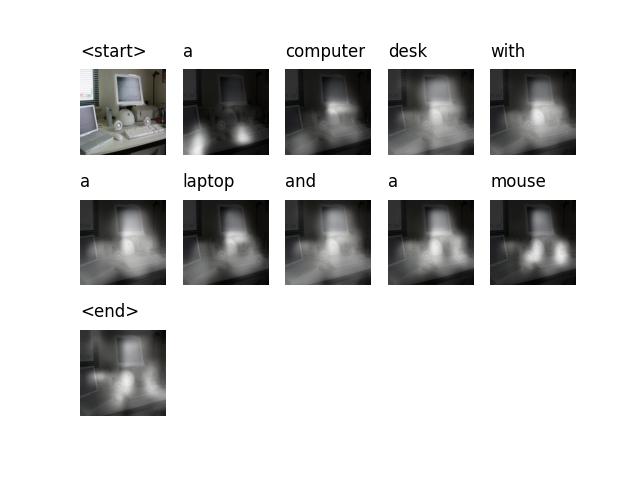 <start> a computer desk with
a laptop and a mouse
<end>